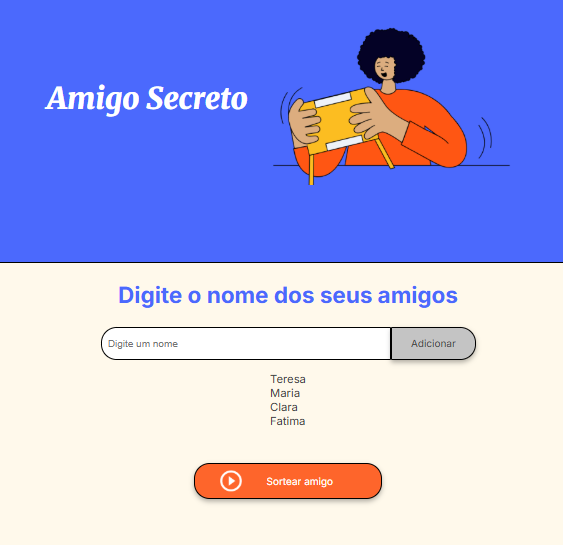 Amigo Secreto
Digite o nome dos seus amigos
Digite um nome
Adicionar
Teresa
Maria
Clara
Fatima
Sortear amigo